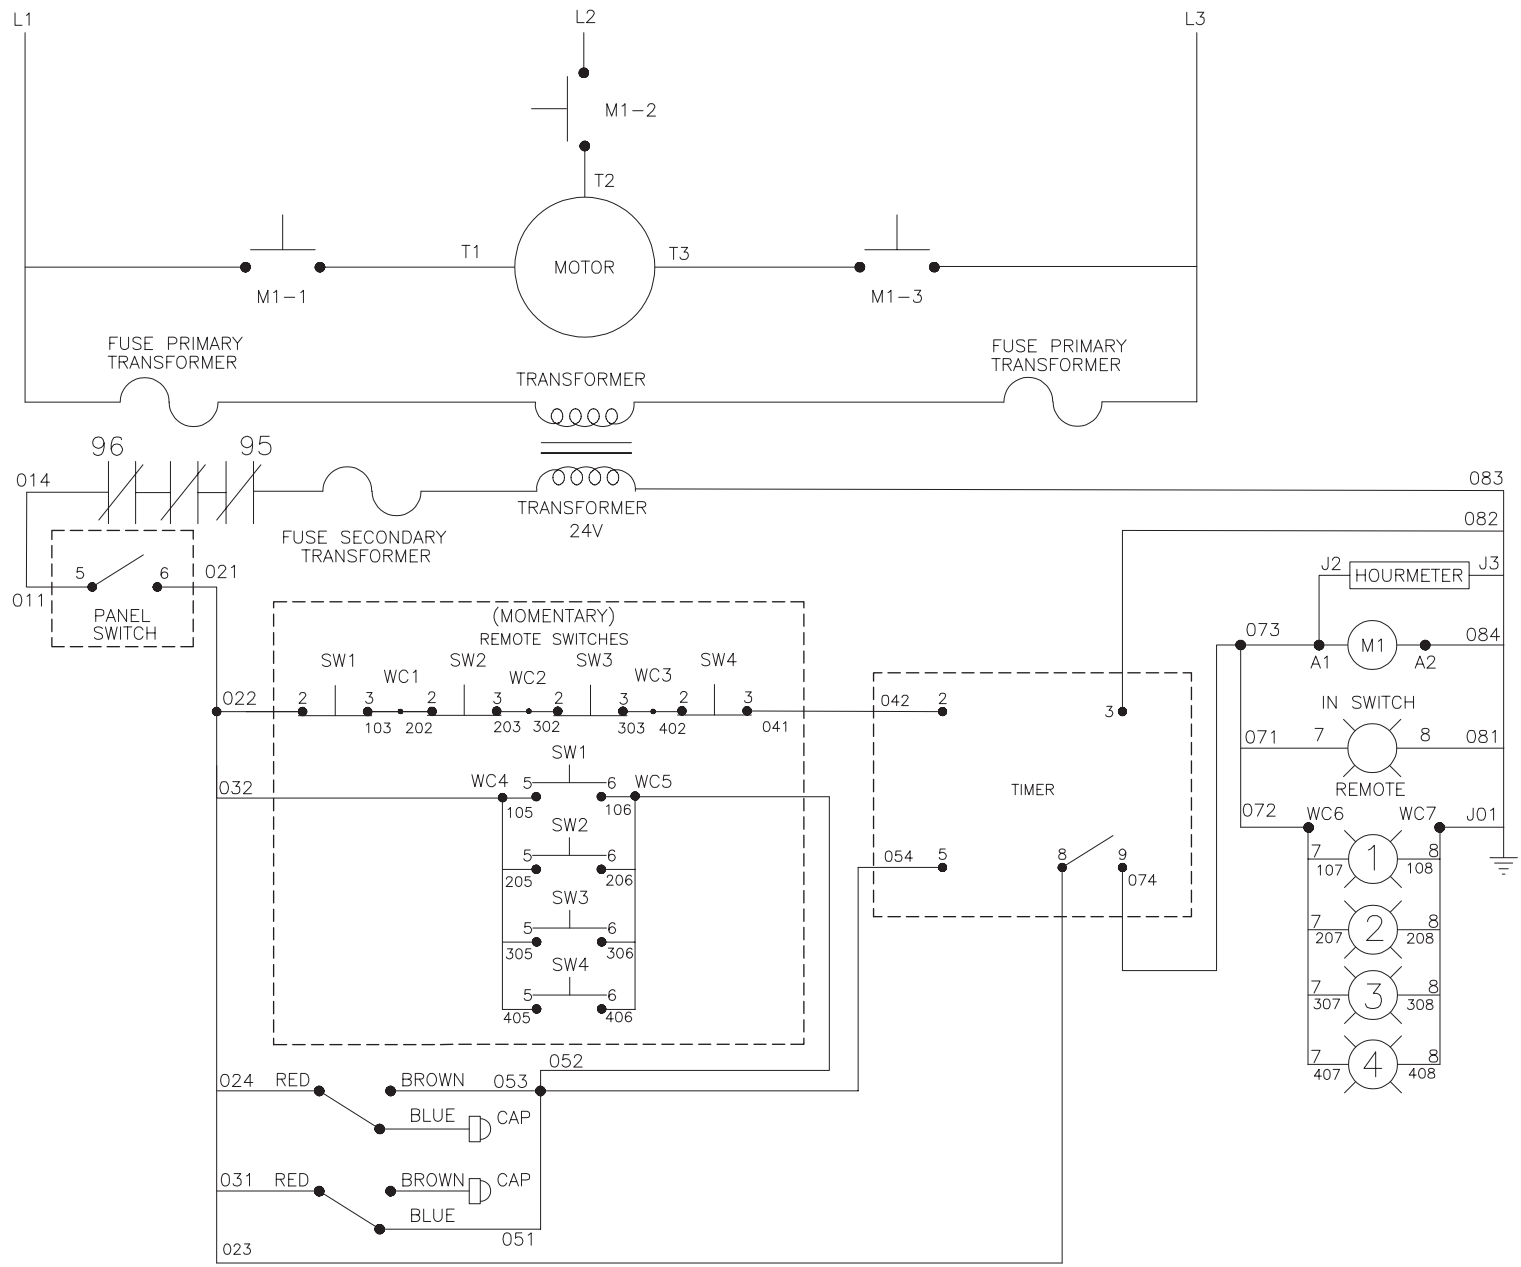 L1
L2
L3
M1-2
T2
T1
MOTOR
T3
M1-1
M1-3
FUSE PRIMARY
TRANSFORMER
TRANSFORMER
FUSE PRIMARY
TRANSFORMER
96
95
014
083
TRANSFORMER
24V
FUSE SECONDARY
TRANSFORMER
082
5
6
021
011
PANEL
SWITCH
J2
HOURMETER
J3
(MOMENTARY)
REMOTE SWITCHES
SW1
WC1
SW2
WC2
SW3
WC3
SW4
022
2
3
2
3
2
3
2
3
103
202
203
302
303
402
041
042
2
3
073
A1
M1
A2
084
IN SWITCH
071
7
8
081
REMOTE
SW1
032
WC4
5
6
WC5
105
106
TIMER
072
WC6
WC7
J01
SW2
5
6
205
206
054
5
8
9
074
7
1
8
107
108
SW3
5
6
305
306
7
2
8
207
208
SW4
5
6
405
406
7
3
8
307
308
7
4
8
407
408
052
024
RED
BROWN
053
BLUE
CAP
031
RED
BROWN
CAP
BLUE
051
023